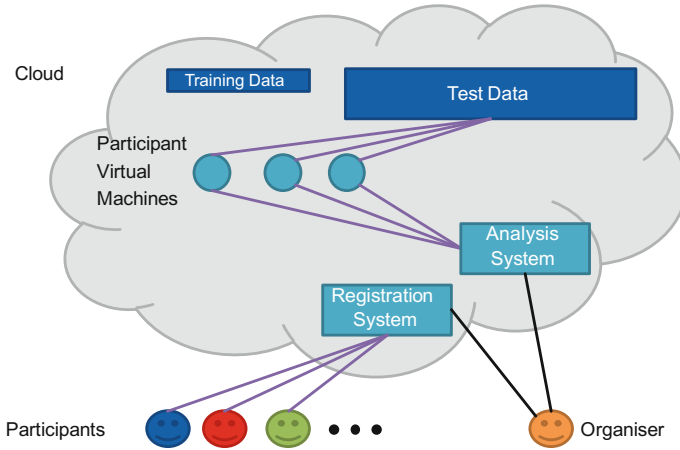 Cloud
Training Data
Test Data
Participant
Virtual
Machines
Analysis
System
Registration
System
Participants
Organiser